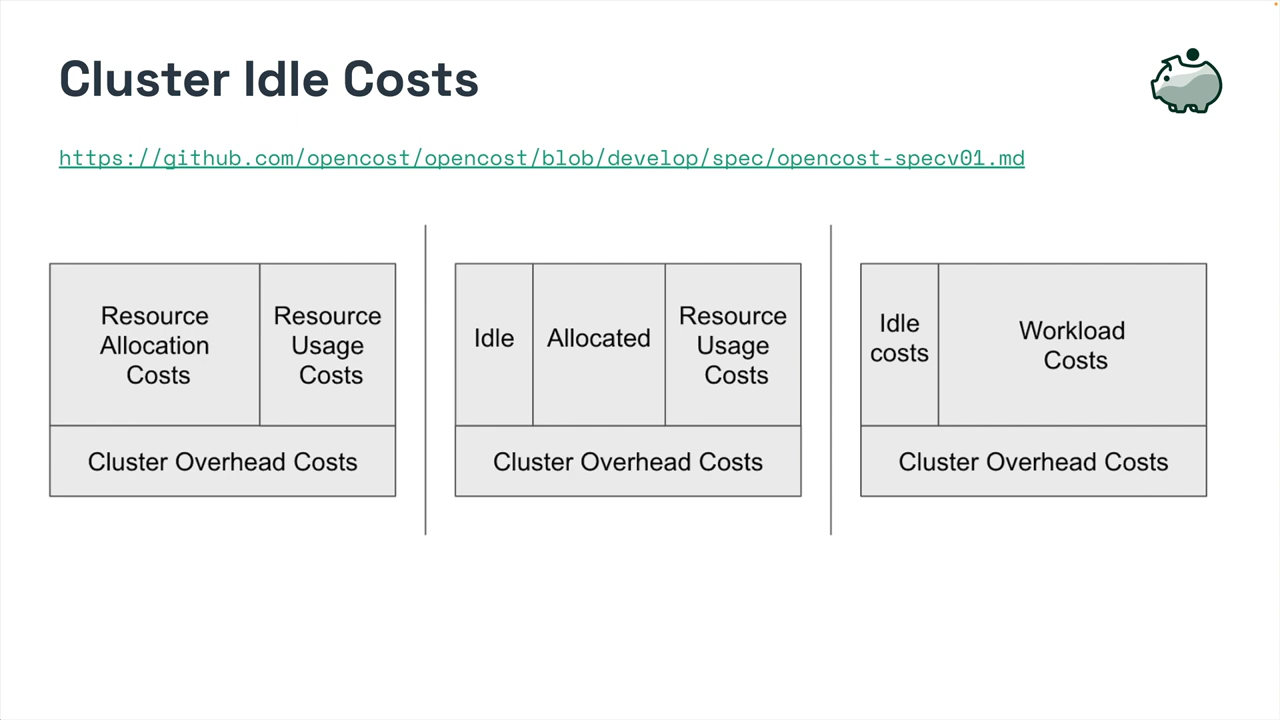 Cluster Idle Costs
https://github.com/opencost/opencost/blob/develop/spec/opencost-specv01.md
Resource
Allocation
Costs
Resource
Usage
Costs
Cluster Overhead Costs
Idle
Allocated
Resource
Usage
Costs
Cluster Overhead Costs
Idle
costs
Workload
Costs
Cluster Overhead Costs